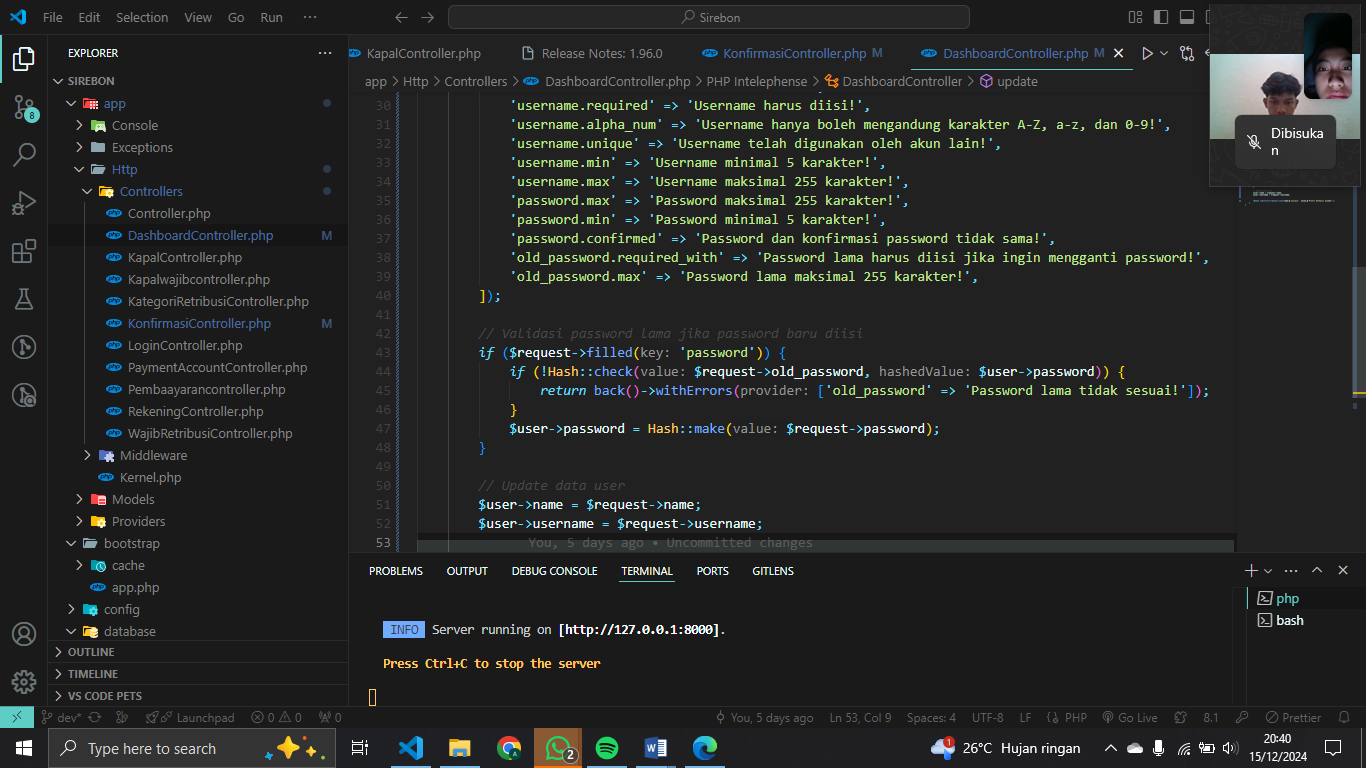 File Edit Selection View Go Run ··· Sirebon
EXPLORER ···
SIREBON
app
Console
Exceptions
Http
Controllers
Controller.php
DashboardController.php M
KapalController.php
Kapalwajibcontroller.php
KategoriRetribusiController.php
KonfirmasiController.php M
LoginController.php
PaymentAccountController.php
Pembaayarancontroller.php
RekeningController.php
WajibRetribusiController.php
Middleware
Kernel.php
Models
Providers
bootstrap
cache
app.php
config
database
OUTLINE
TIMELINE
VS CODE PETS
8
KapalController.php Release Notes: 1.96.0 KonfirmasiController.php M DashboardController.php M
app > Http > Controllers > DashboardController.php > PHP Intelephense > DashboardController > update
30 'username.required' => 'Username harus diisi!',
31 'username.alpha_num' => 'Username hanya boleh mengandung karakter A-Z, a-z, dan 0-9!',
32 'username.unique' => 'Username telah digunakan oleh akun lain!',
33 'username.min' => 'Username minimal 5 karakter!',
34 'username.max' => 'Username maksimal 255 karakter!',
35 'password.max' => 'Password maksimal 255 karakter!',
36 'password.min' => 'Password minimal 5 karakter!',
37 'password.confirmed' => 'Password dan konfirmasi password tidak sama!',
38 'old_password.required_with' => 'Password lama harus diisi jika ingin mengganti password!',
39 'old_password.max' => 'Password lama maksimal 255 karakter!',
40 ]);
41
42 // Validasi password lama jika password baru diisi
43 if ($request->filled(key: 'password')) {
44 if (!Hash::check(value: $request->old_password, hashedValue: $user->password)) {
45 return back()->withErrors(provider: ['old_password' => 'Password lama tidak sesuai!']);
46 }
47 $user->password = Hash::make(value: $request->password);
48 }
49
50 // Update data user
51 $user->name = $request->name;
52 $user->username = $request->username;
53 You, 5 days ago • Uncommitted changes
Dibisuka
n
PROBLEMS OUTPUT DEBUG CONSOLE TERMINAL PORTS GITLENS
INFO Server running on [http://127.0.0.1:8000].
Press Ctrl+C to stop the server
php
bash
dev* Launchpad 0 0 0 You, 5 days ago Ln 53, Col 9 Spaces: 4 UTF-8 LF {} PHP Go Live 8.1 Prettier
Type here to search 2 1 26°C Hujan ringan 20:40
15/12/2024